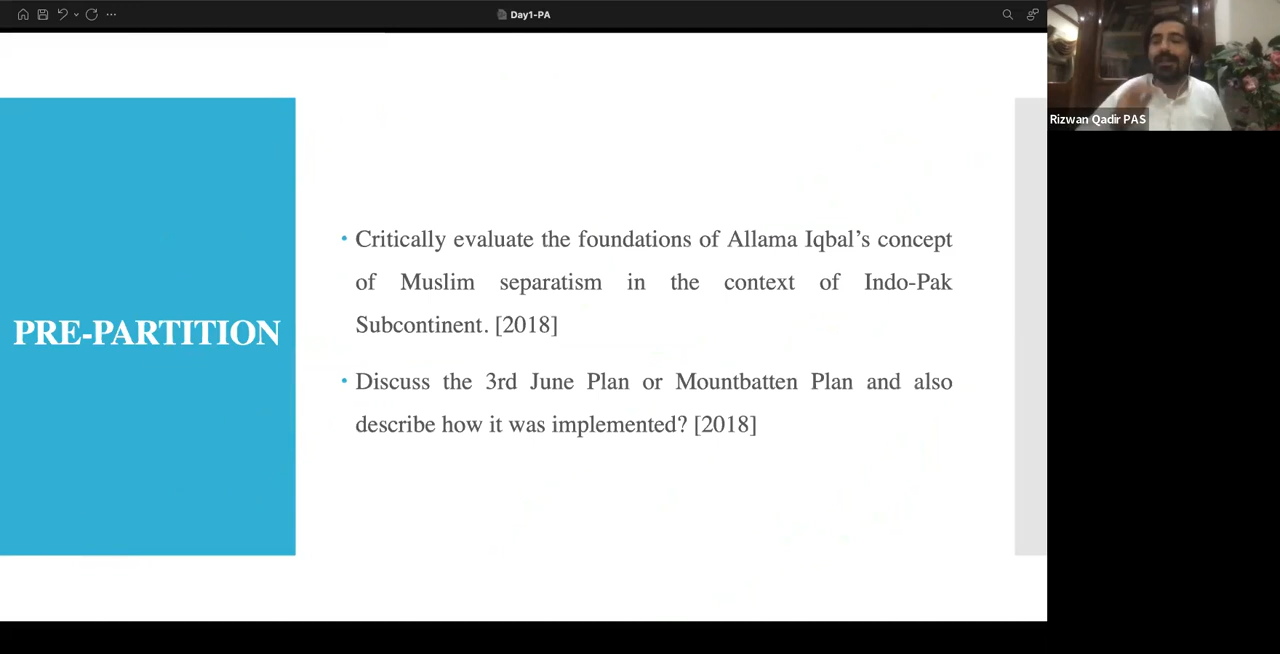 Day1-PA
Rizwan Qadir PAS
PRE-PARTITION
• Critically evaluate the foundations of Allama Iqbal’s concept
of Muslim separatism in the context of Indo-Pak
Subcontinent. [2018]
• Discuss the 3rd June Plan or Mountbatten Plan and also
describe how it was implemented? [2018]